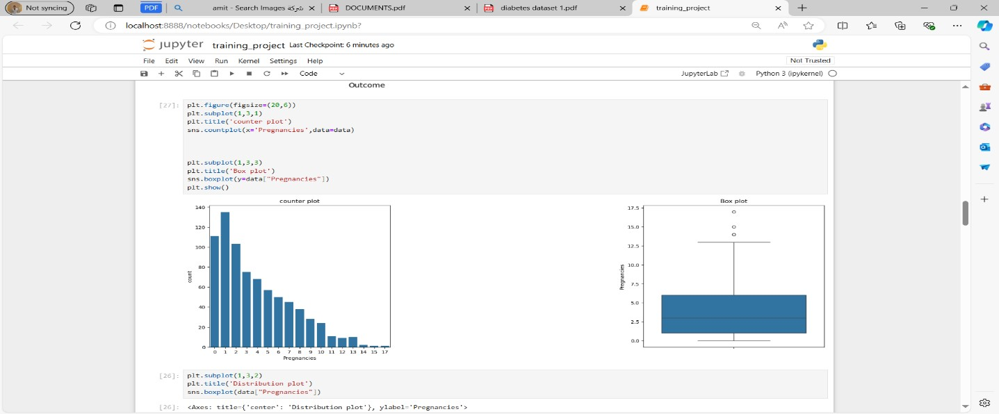 Not syncing
PDF
amit - Search Images شركة
DOCUMENTS.pdf
diabetes dataset 1.pdf
training_project
localhost:8888/notebooks/Desktop/training_project.ipynb?
jupyter training_project Last Checkpoint: 6 minutes ago
File Edit View Run Kernel Settings Help
Not Trusted
Code
JupyterLab
Python 3 (ipykernel)
Outcome
[27]:
plt.figure(figsize=(20,6))
plt.subplot(1,3,1)
plt.title('counter plot')
sns.countplot(x='Pregnancies',data=data)
plt.subplot(1,3,3)
plt.title('Box plot')
sns.boxplot(y=data["Pregnancies"])
plt.show()
counter plot
140
120
100
80
60
40
20
0
count
0 1 2 3 4 5 6 7 8 9 10 11 12 13 14 15 17
Pregnancies
Box plot
17.5
15.0
12.5
10.0
7.5
5.0
2.5
0.0
Pregnancies
[26]:
plt.subplot(1,3,2)
plt.title('Distribution plot')
sns.boxplot(data["Pregnancies"])
[26]: <Axes: title={'center': 'Distribution plot'}, ylabel='Pregnancies'>